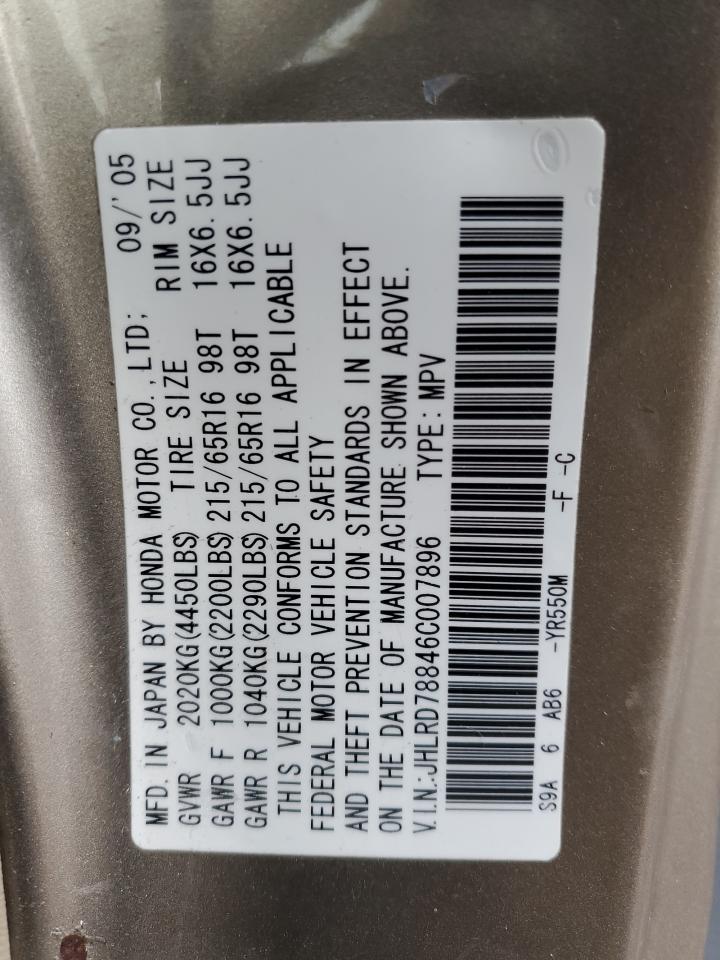 MFD. IN JAPAN BY HONDA MOTOR CO.,LTD; 09/'05
GVWR 2020KG(4450LBS) TIRE SIZE RIM SIZE
GAWR F 1000KG(2200LBS) 215/65R16 98T 16X6.5JJ
GAWR R 1040KG(2290LBS) 215/65R16 98T 16X6.5JJ
THIS VEHICLE CONFORMS TO ALL APPLICABLE
FEDERAL MOTOR VEHICLE SAFETY
AND THEFT PREVENTION STANDARDS IN EFFECT
ON THE DATE OF MANUFACTURE SHOWN ABOVE.
V.I.N.:JHLRD78846C007896 TYPE:MPV
S9A 6 AB6 -YR550M -F -C